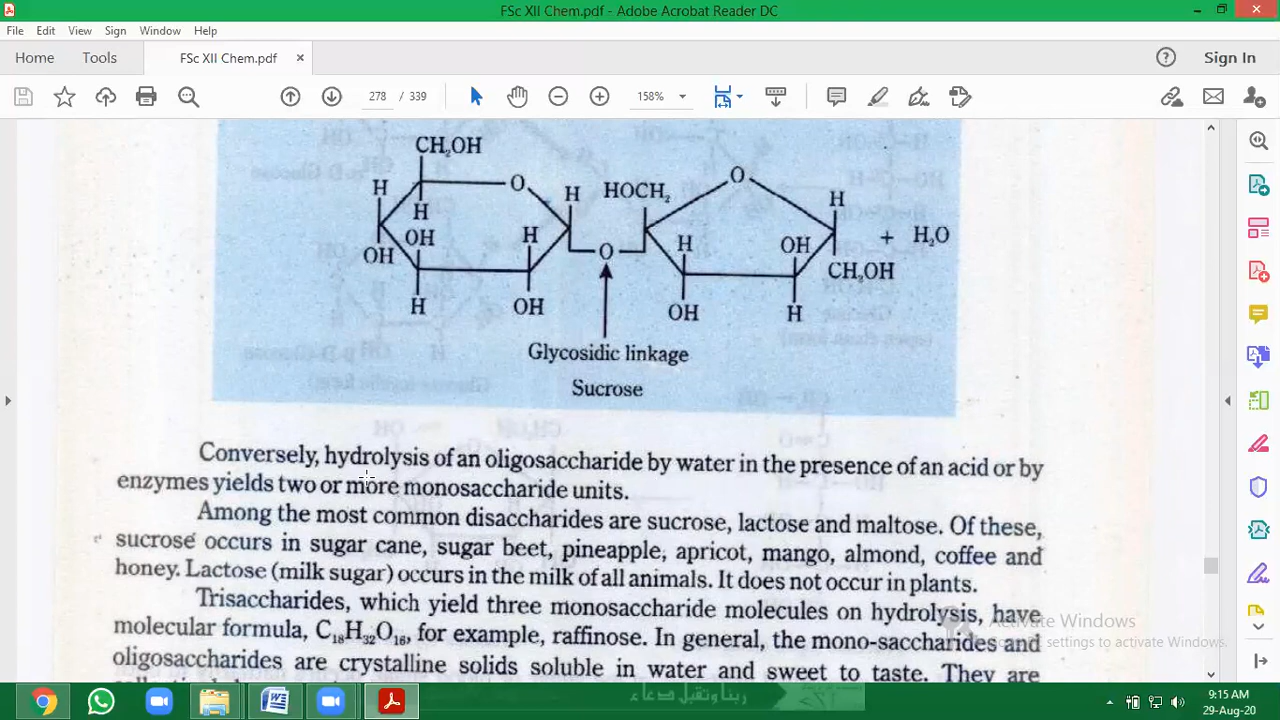 FSc XII Chem.pdf - Adobe Acrobat Reader DC
File Edit View Sign Window Help
Home Tools FSc XII Chem.pdf × Sign In
278 / 339 158%
CH₂OH
H O H HOCH₂ O H
H OH H H OH + H₂O
OH O CH₂OH
H OH OH H
Glycosidic linkage
Sucrose
Conversely, hydrolysis of an oligosaccharide by water in the presence of an acid or by
enzymes yields two or more monosaccharide units.
Among the most common disaccharides are sucrose, lactose and maltose. Of these,
sucrose occurs in sugar cane, sugar beet, pineapple, apricot, mango, almond, coffee and
honey. Lactose (milk sugar) occurs in the milk of all animals. It does not occur in plants.
Trisaccharides, which yield three monosaccharide molecules on hydrolysis, have
molecular formula, C₁₈H₃₂O₁₆, for example, raffinose. In general, the mono-saccharides and
oligosaccharides are crystalline solids soluble in water and sweet to taste. They are
Activate Windows
settings to activate Windows.
ربنا وتقبل دعاء
9:15 AM
29-Aug-20